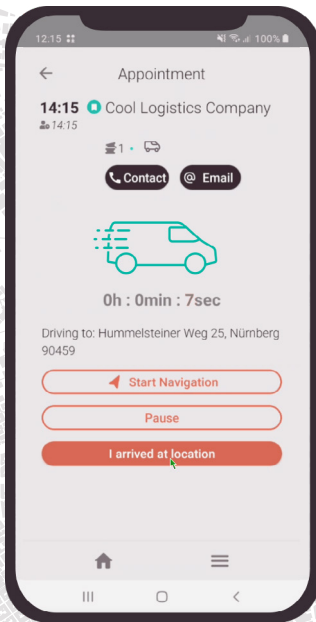 12.15
100%
Appointment
14:15 Cool Logistics Company
14:15
1 •
Contact @ Email
0h : 0min : 7sec
Driving to: Hummelsteiner Weg 25, Nürnberg
90459
Start Navigation
Pause
I arrived at location